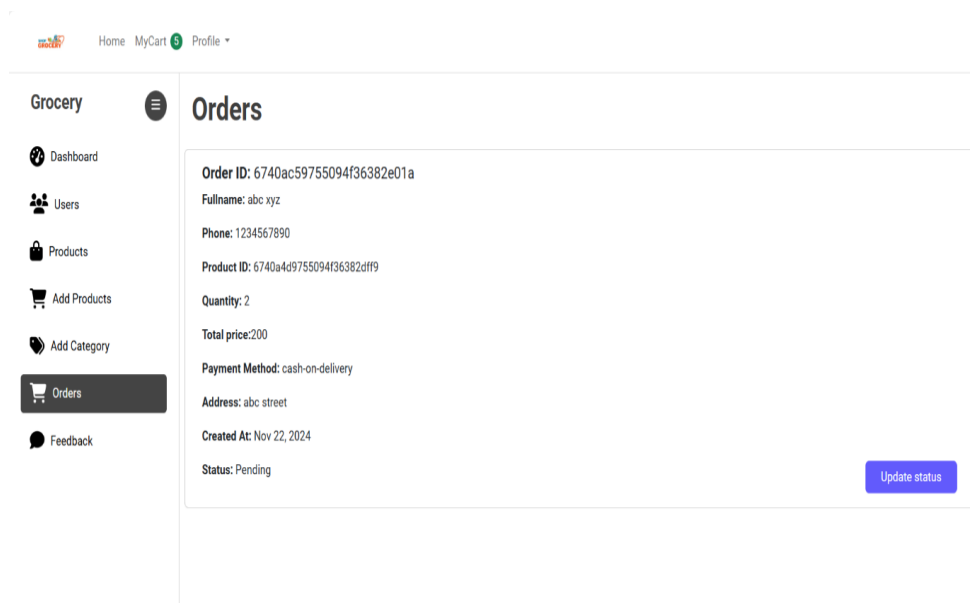 GROCERY
Home MyCart 5 Profile
Grocery
Orders
Dashboard
Users
Products
Add Products
Add Category
Orders
Feedback
Order ID: 6740ac59755094f36382e01a
Fullname: abc xyz
Phone: 1234567890
Product ID: 6740a4d9755094f36382dff9
Quantity: 2
Total price:200
Payment Method: cash-on-delivery
Address: abc street
Created At: Nov 22, 2024
Status: Pending
Update status